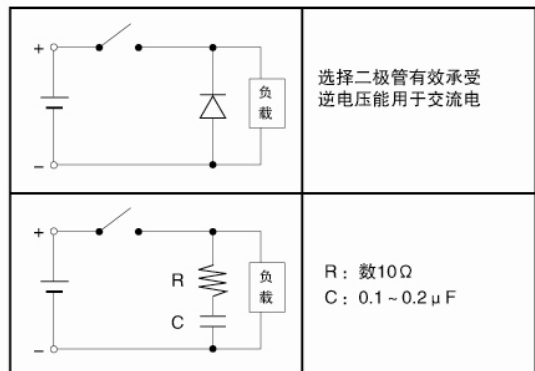 +
负
载
选择二极管有效承受
逆电压能用于交流电
−
+
R
负
载
C
R：数10Ω
C：0.1~0.2μF
−